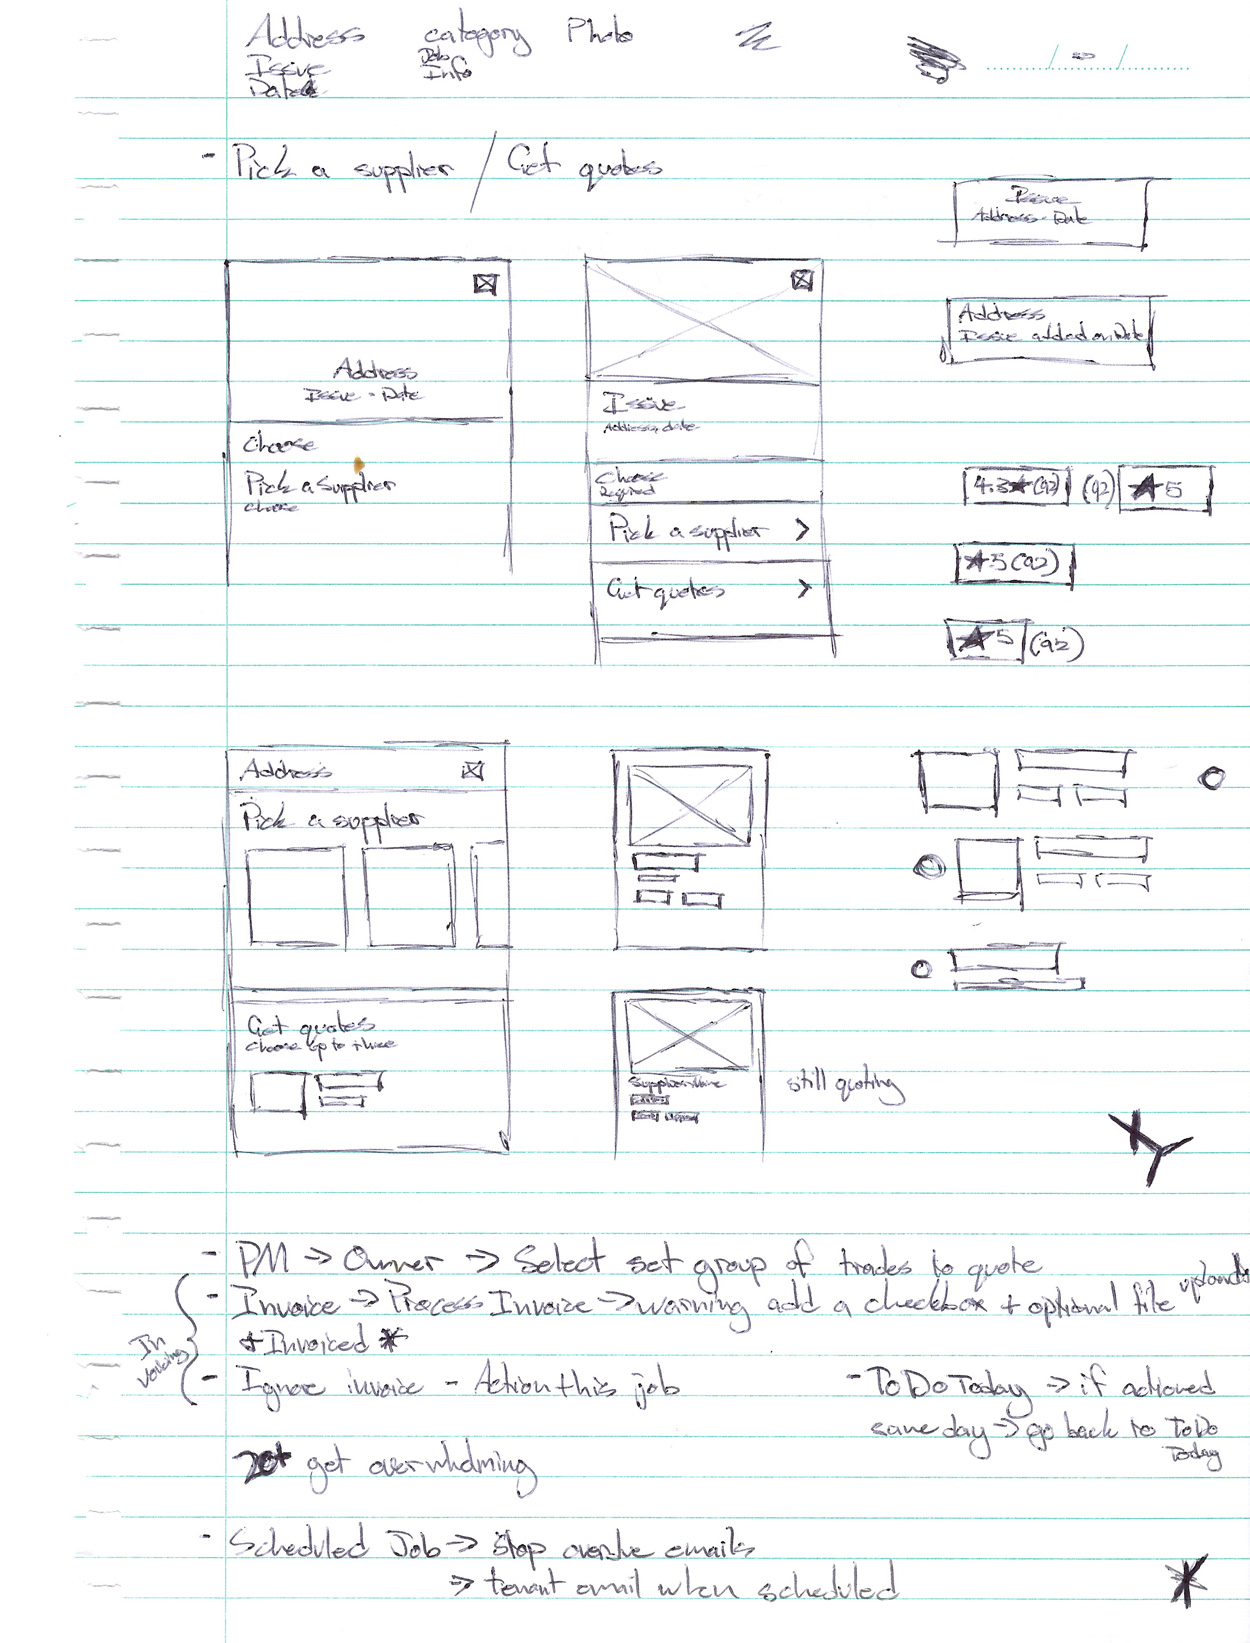 Address category Photo
Issue Job
Date Info
- Pick a supplier / Get quotes
Issue
Address - Date
Address
Issue added on Date
Address
Issue - Date
Choose
Pick a supplier
choose
Issue
Address, date
Choose
Required
Pick a supplier >
Get quotes >
4.3★(92) (92) ★5
★5(92)
★5 (92)
Address
Pick a supplier
Get quotes
Choose up to three
Supplier Name
still quoting
- PM → Owner → Select set group of trades to quote
- Invoice → Process Invoice → warning add a checkbox + optional file uploads
+ Invoiced *
Invoicing
- Ignore invoice - Action this job
- To Do Today → if actioned
same day → go back to To Do
Today
20+ get overwhelming
- Scheduled Job → stop overdue emails
→ tenant email when scheduled